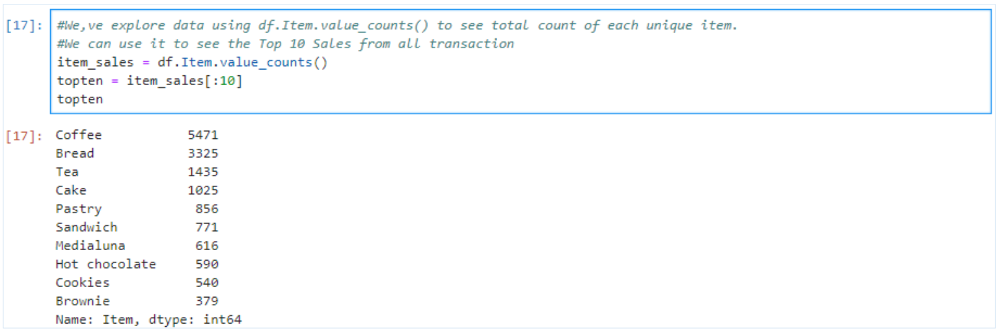 [17]: #We,ve explore data using df.Item.value_counts() to see total count of each unique item.
#We can use it to see the Top 10 Sales from all transaction
item_sales = df.Item.value_counts()
topten = item_sales[:10]
topten
[17]: Coffee 5471
Bread 3325
Tea 1435
Cake 1025
Pastry 856
Sandwich 771
Medialuna 616
Hot chocolate 590
Cookies 540
Brownie 379
Name: Item, dtype: int64